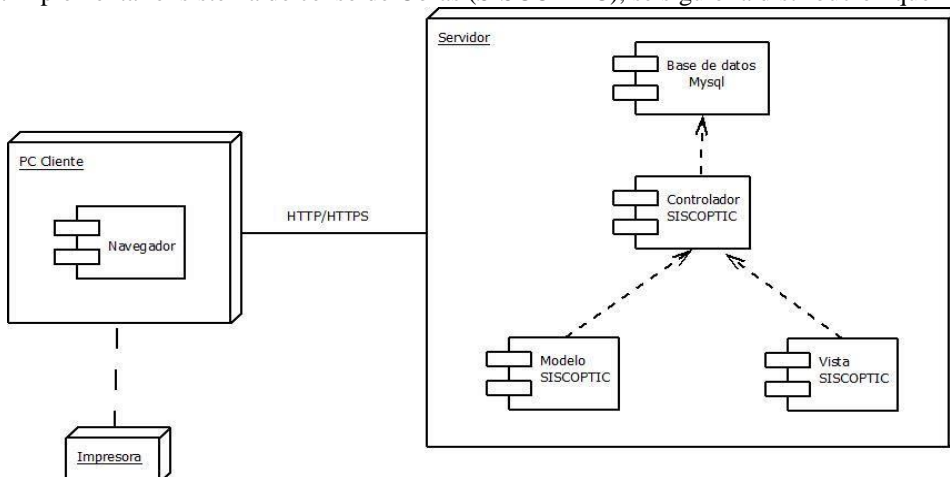 Servidor
Base de datos
Mysql
PC Cliente
Controlador
SISCOPTIC
HTTP/HTTPS
Navegador
Modelo
SISCOPTIC
Vista
SISCOPTIC
Impresora